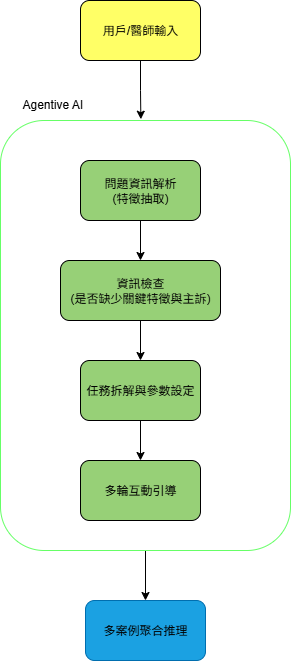 用戶/醫師輸入
Agentive AI
問題資訊解析
(特徵抽取)
資訊檢查
(是否缺少關鍵特徵與主訴)
任務拆解與參數設定
多輪互動引導
多案例聚合推理